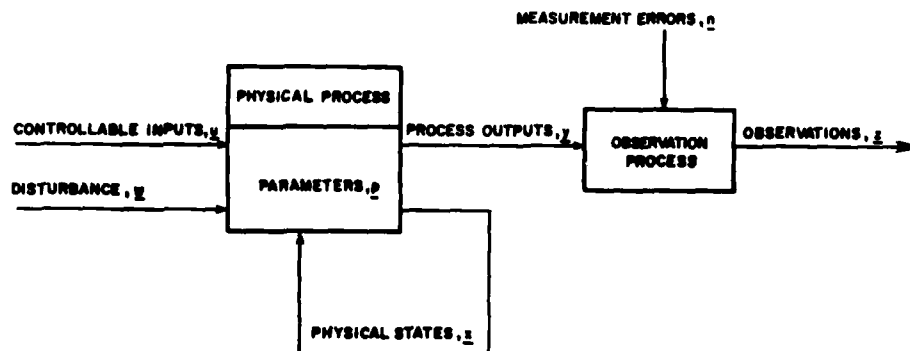 MEASUREMENT ERRORS, n
PHYSICAL PROCESS
CONTROLLABLE INPUTS, u
PROCESS OUTPUTS, y
OBSERVATION
PROCESS
OBSERVATIONS, z
DISTURBANCE, w
PARAMETERS, p
PHYSICAL STATES, x